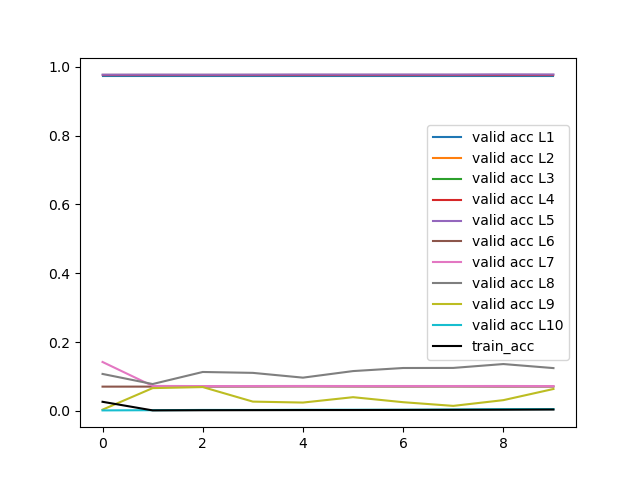 1.0
0.8
0.6
0.4
0.2
0.0
0 2 4 6 8
valid acc L1
valid acc L2
valid acc L3
valid acc L4
valid acc L5
valid acc L6
valid acc L7
valid acc L8
valid acc L9
valid acc L10
train_acc